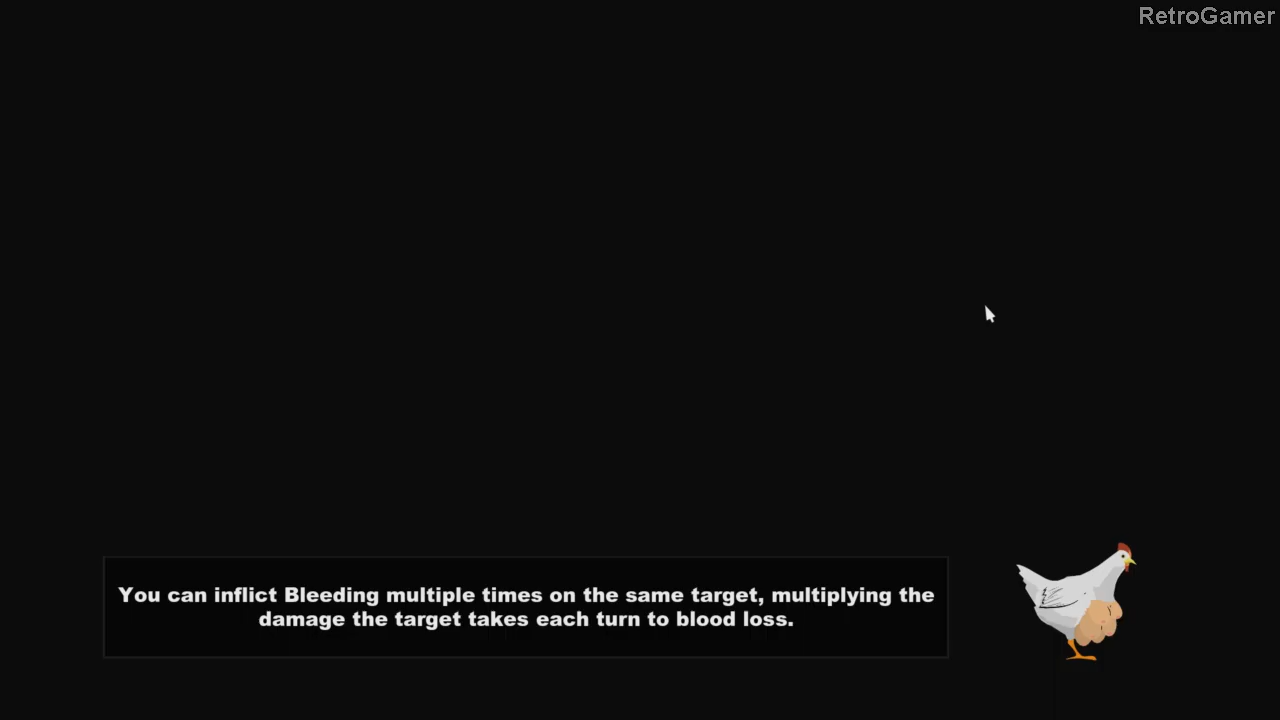 RetroGamer
You can inflict Bleeding multiple times on the same target, multiplying the
damage the target takes each turn to blood loss.